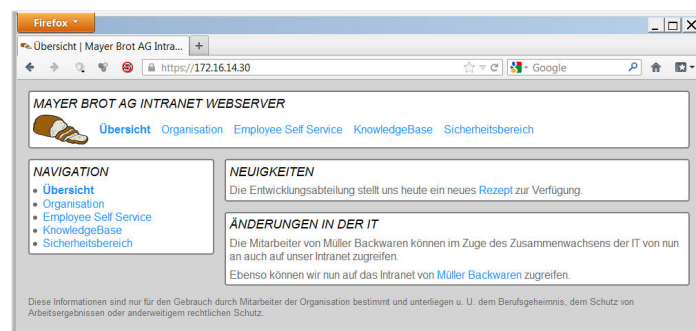 Firefox
Übersicht | Mayer Brot AG Intra...
https://172.16.14.30
Google
MAYER BROT AG INTRANET WEBSERVER
Übersicht Organisation Employee Self Service KnowledgeBase Sicherheitsbereich
NAVIGATION
Übersicht
Organisation
Employee Self Service
KnowledgeBase
Sicherheitsbereich
NEUIGKEITEN
Die Entwicklungsabteilung stellt uns heute ein neues Rezept zur Verfügung.
ÄNDERUNGEN IN DER IT
Die Mitarbeiter von Müller Backwaren können im Zuge des Zusammenwachsens der IT von nun
an auch auf unser Intranet zugreifen.
Ebenso können wir nun auf das Intranet von Müller Backwaren zugreifen.
Diese Informationen sind nur für den Gebrauch durch Mitarbeiter der Organisation bestimmt und unterliegen u. U. dem Berufsgeheimnis, dem Schutz von
Arbeitsergebnissen oder anderweitigem rechtlichen Schutz.